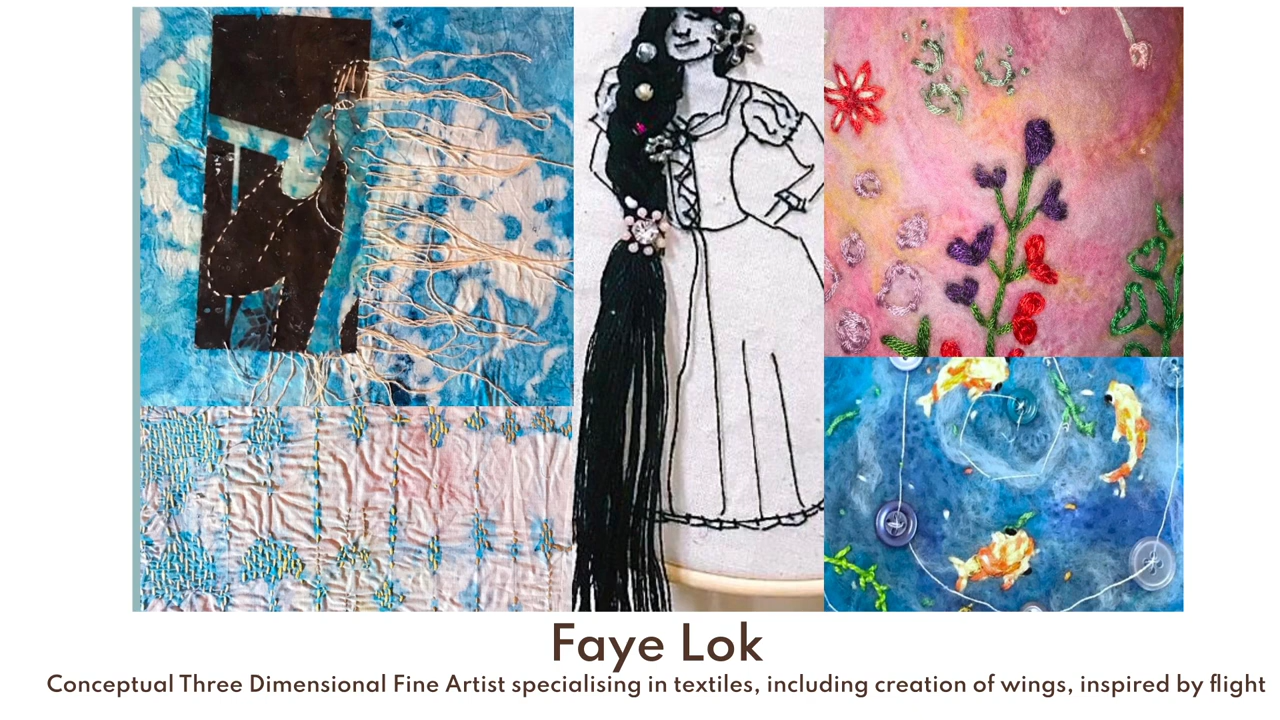 Faye Lok
Conceptual Three Dimensional Fine Artist specialising in textiles, including creation of wings, inspired by flight